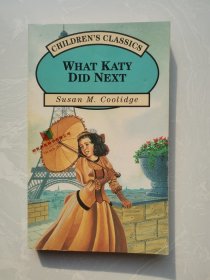 CHILDREN'S CLASSICS
WHAT KATY
DID NEXT
Susan M. Coolidge